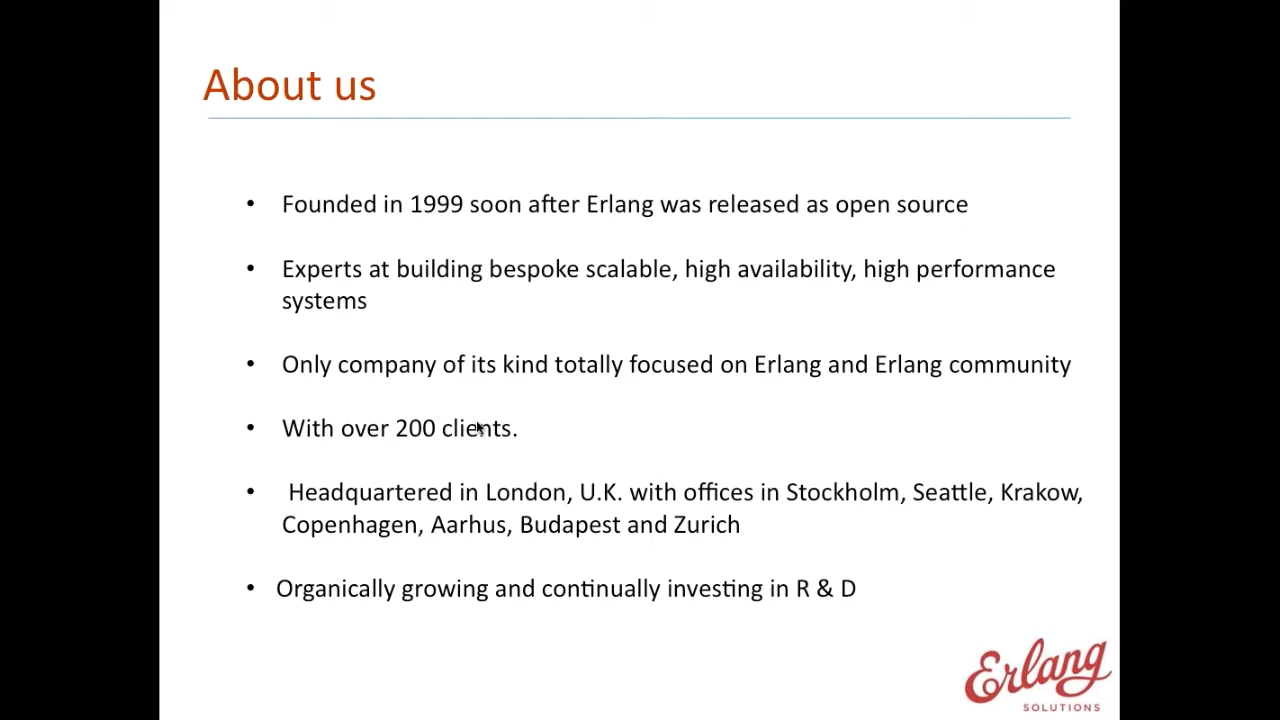 About us
• Founded in 1999 soon after Erlang was released as open source
• Experts at building bespoke scalable, high availability, high performance
systems
• Only company of its kind totally focused on Erlang and Erlang community
• With over 200 clients.
• Headquartered in London, U.K. with offices in Stockholm, Seattle, Krakow,
Copenhagen, Aarhus, Budapest and Zurich
• Organically growing and continually investing in R & D
Erlang
SOLUTIONS